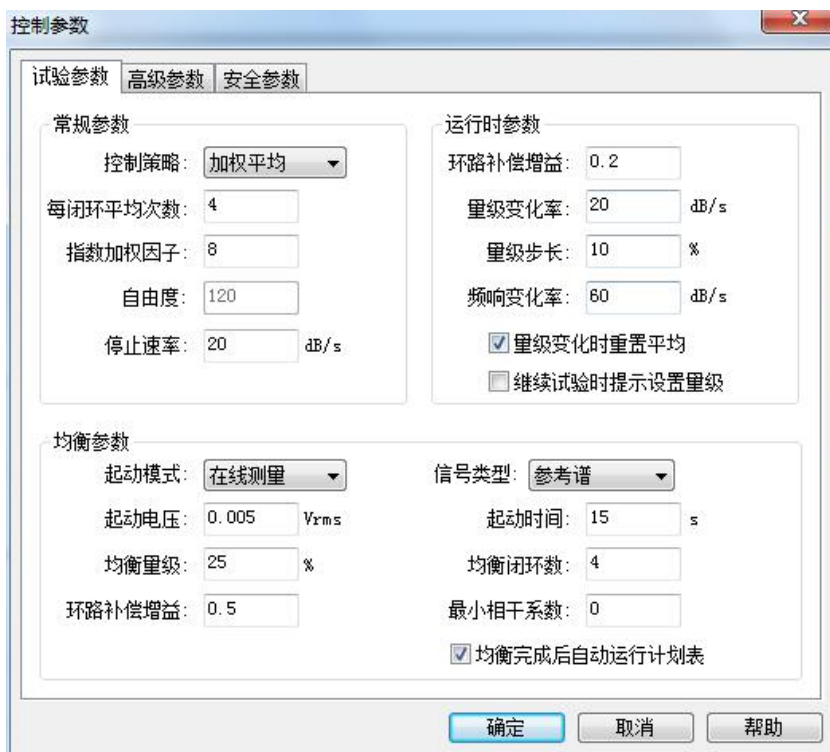 控制参数
试验参数 高级参数 安全参数
常规参数
控制策略: 加权平均
每闭环平均次数: 4
指数加权因子: 8
自由度: 120
停止速率: 20 dB/s
运行时参数
环路补偿增益: 0.2
量级变化率: 20 dB/s
量级步长: 10 %
频响变化率: 60 dB/s
量级变化时重置平均
继续试验时提示设置量级
均衡参数
起动模式: 在线测量
起动电压: 0.005 Vrms
均衡量级: 25 %
环路补偿增益: 0.5
信号类型: 参考谱
起动时间: 15 s
均衡闭环数: 4
最小相干系数: 0
均衡完成后自动运行计划表
确定 取消 帮助